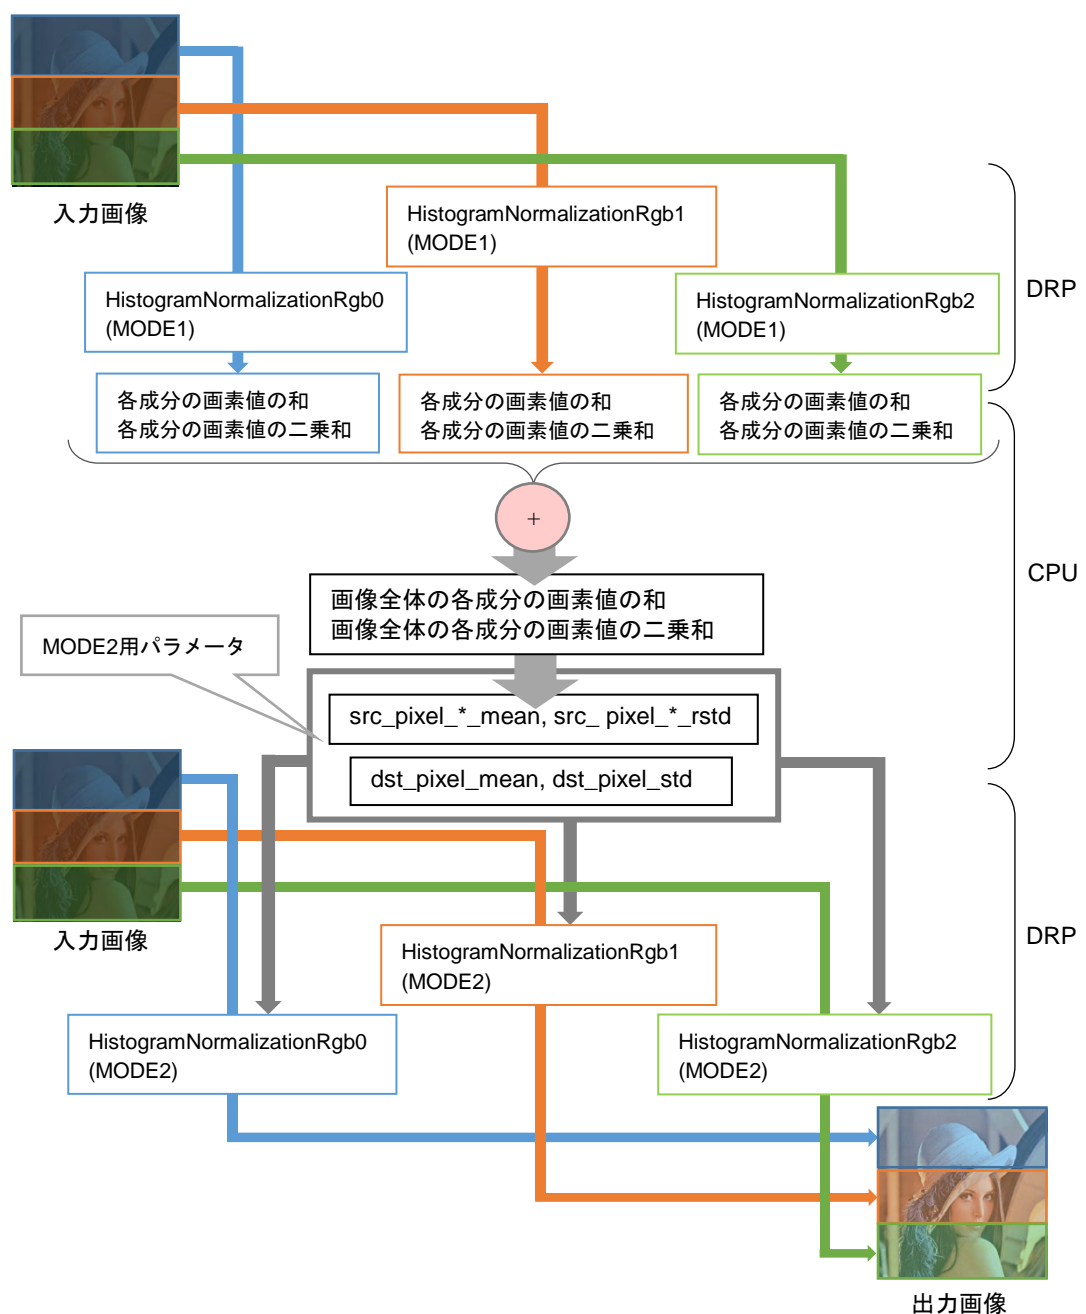 入力画像
HistogramNormalizationRgb1
(MODE1)
HistogramNormalizationRgb0
(MODE1)
HistogramNormalizationRgb2
(MODE1)
DRP
各成分の画素値の和
各成分の画素値の二乗和
各成分の画素値の和
各成分の画素値の二乗和
各成分の画素値の和
各成分の画素値の二乗和
+
CPU
画像全体の各成分の画素値の和
画像全体の各成分の画素値の二乗和
MODE2用パラメータ
src_pixel_*_mean, src_ pixel_*_rstd
dst_pixel_mean, dst_pixel_std
入力画像
HistogramNormalizationRgb1
(MODE2)
DRP
HistogramNormalizationRgb0
(MODE2)
HistogramNormalizationRgb2
(MODE2)
出力画像